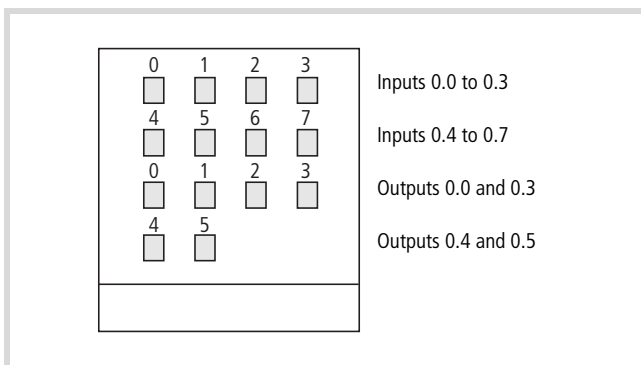 0 1 2 3
Inputs 0.0 to 0.3
4 5 6 7
Inputs 0.4 to 0.7
0 1 2 3
Outputs 0.0 and 0.3
4 5
Outputs 0.4 and 0.5